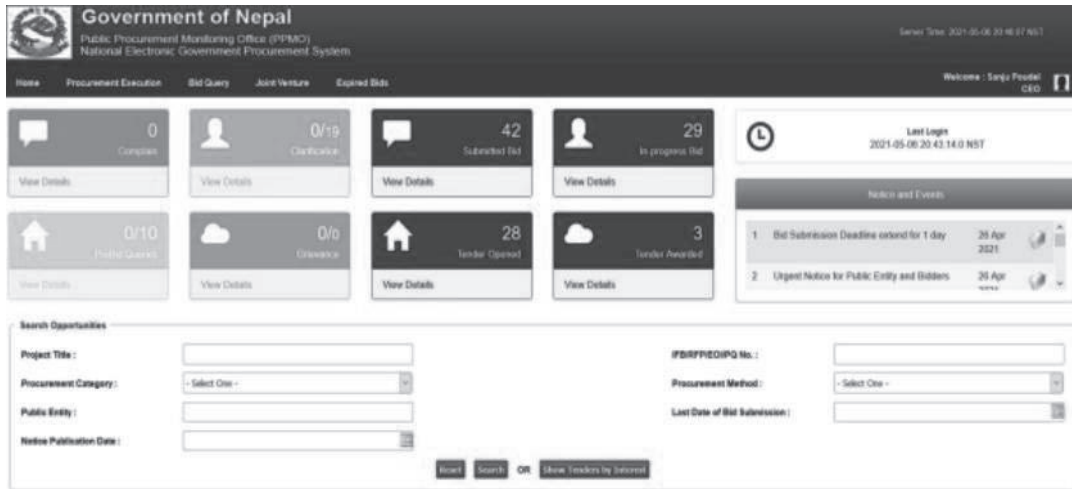 Government of Nepal
Public Procurement Monitoring Office (PPMO)
National Electronic Government Procurement System
Server Time: 2021-05-06 20:46:07 NST
Home Procurement Execution Bid Query Joint Venture Expired Bids
Welcome : Sanju Poudel
CEO
0
Complain
View Details
0/19
Clarification
View Details
42
Submitted Bid
View Details
29
In progress Bid
View Details
Last Login
2021-05-06 20:43:14.0 NST
0/10
View Details
0/0
Grievance
View Details
28
Tender Opened
View Details
3
Tender Awarded
View Details
Notice and Events
1 Bid Submission Deadline extend for 1 day 26 Apr
2021
2 Urgent Notice for Public Entity and Bidders 26 Apr
2021
Search Opportunities
Project Title :
IFB/RFP/EOI/PQ No. :
Procurement Category : - Select One -
Procurement Method : - Select One -
Public Entity :
Last Date of Bid Submission :
Notice Publication Date :
Reset Search OR Show Tenders by Interest